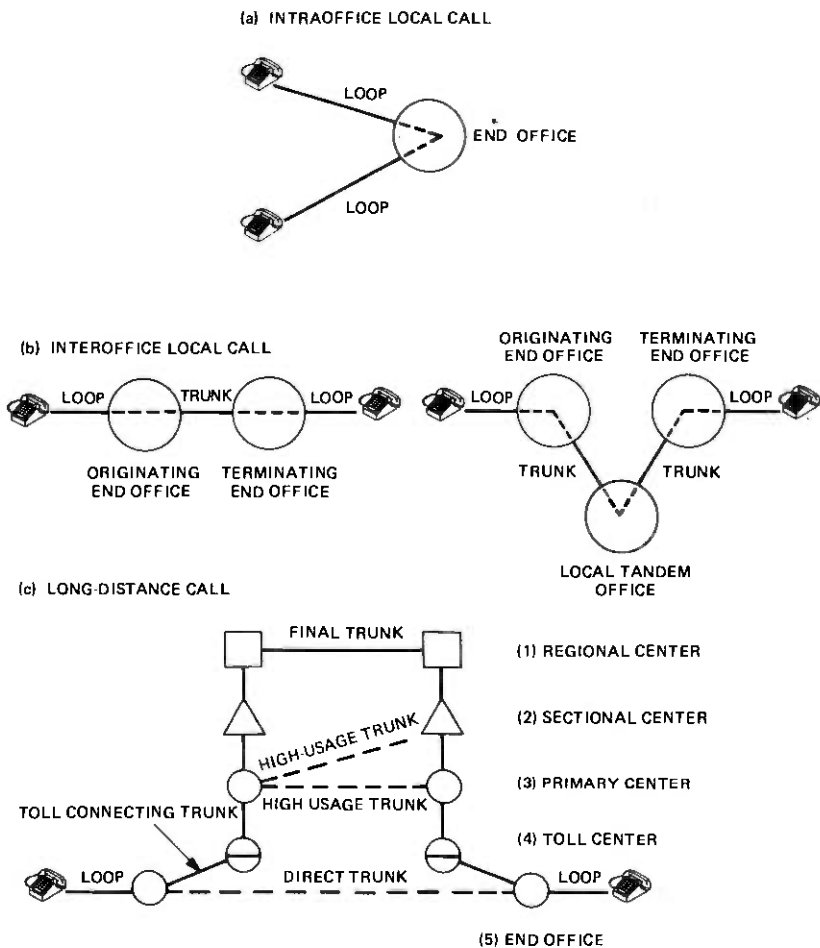 (a) INTRAOFFICE LOCAL CALL
LOOP
END OFFICE
LOOP
(b) INTEROFFICE LOCAL CALL
LOOP
TRUNK
LOOP
ORIGINATING
END OFFICE
TERMINATING
END OFFICE
ORIGINATING
END OFFICE
TERMINATING
END OFFICE
LOOP
LOOP
TRUNK
TRUNK
LOCAL TANDEM
OFFICE
(c) LONG-DISTANCE CALL
FINAL TRUNK
(1) REGIONAL CENTER
(2) SECTIONAL CENTER
HIGH-USAGE TRUNK
(3) PRIMARY CENTER
HIGH USAGE TRUNK
TOLL CONNECTING TRUNK
(4) TOLL CENTER
LOOP
DIRECT TRUNK
LOOP
(5) END OFFICE